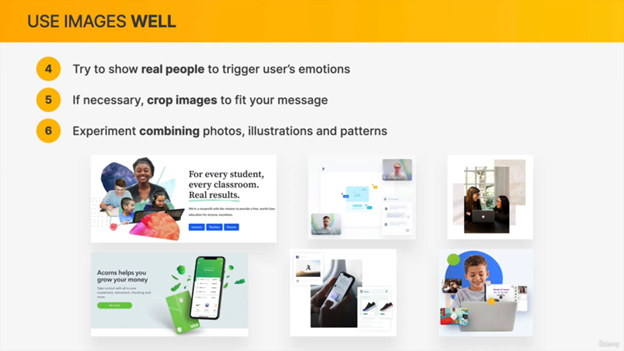 USE IMAGES WELL
4 Try to show real people to trigger user's emotions
5 If necessary, crop images to fit your message
6 Experiment combining photos, illustrations and patterns
For every student,
every classroom.
Real results.
We're a nonprofit with the mission to provide a free, world-class
education for anyone, anywhere.
Learners Teachers Parents
Acorns helps you
grow your money
Udemy